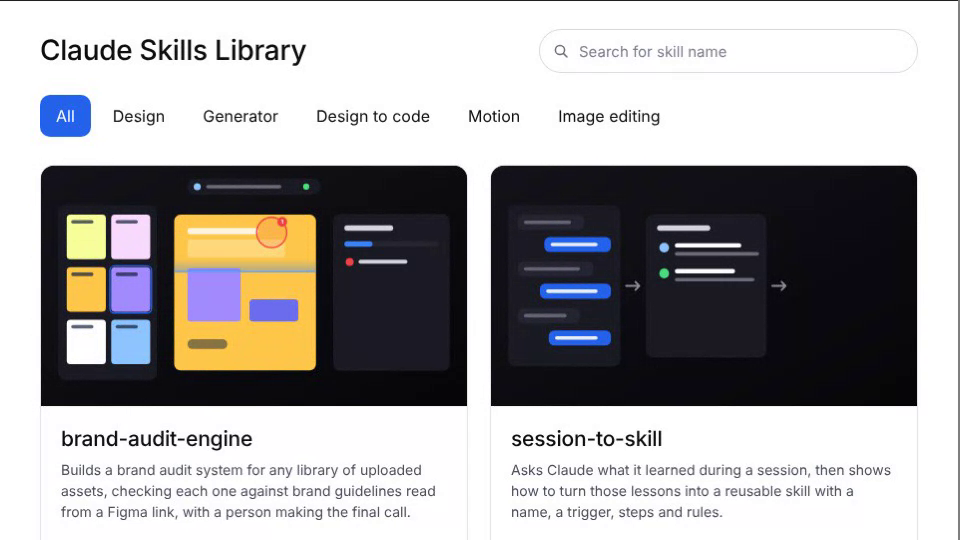 Claude Skills Library
Search for skill name
All
Design
Generator
Design to code
Motion
Image editing
brand-audit-engine
Builds a brand audit system for any library of uploaded
assets, checking each one against brand guidelines read
from a Figma link, with a person making the final call.
session-to-skill
Asks Claude what it learned during a session, then shows
how to turn those lessons into a reusable skill with a
name, a trigger, steps and rules.